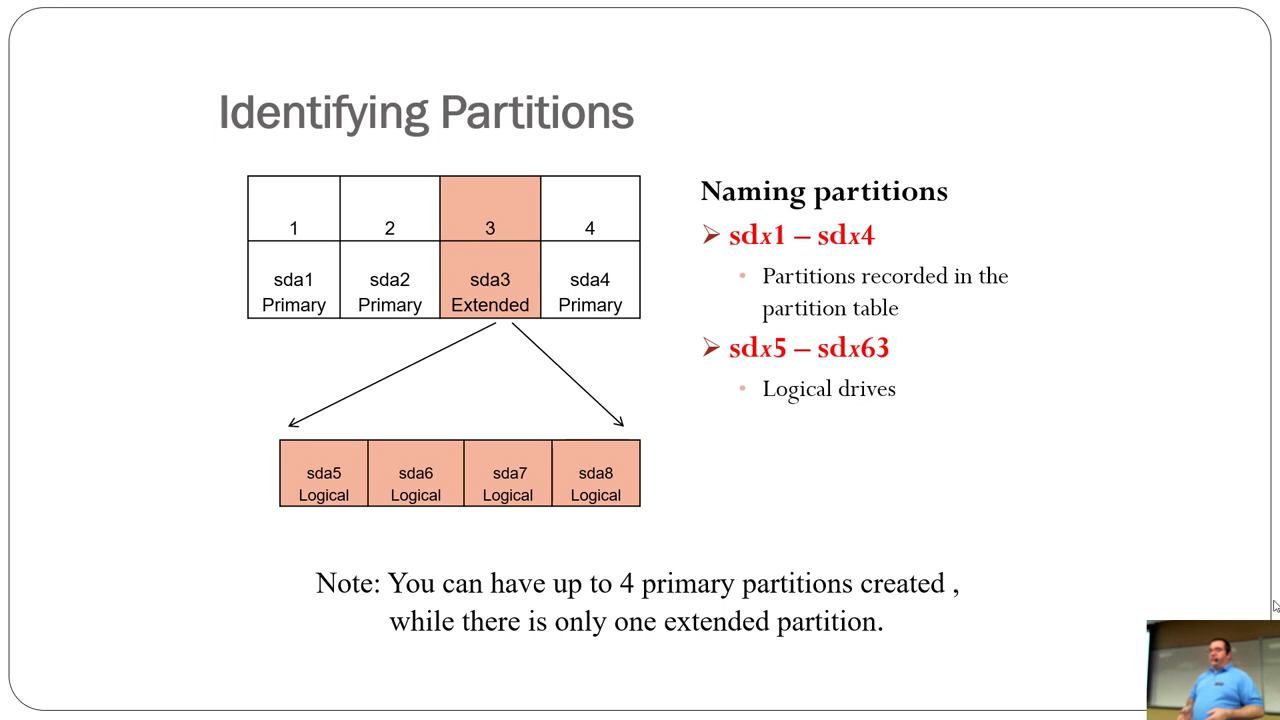 Identifying Partitions
1 2 3 4
sda1 sda2 sda3 sda4
Primary Primary Extended Primary
sda5 sda6 sda7 sda8
Logical Logical Logical Logical
Naming partitions
sdx1 – sdx4
Partitions recorded in the
partition table
sdx5 – sdx63
Logical drives
Note: You can have up to 4 primary partitions created ,
while there is only one extended partition.